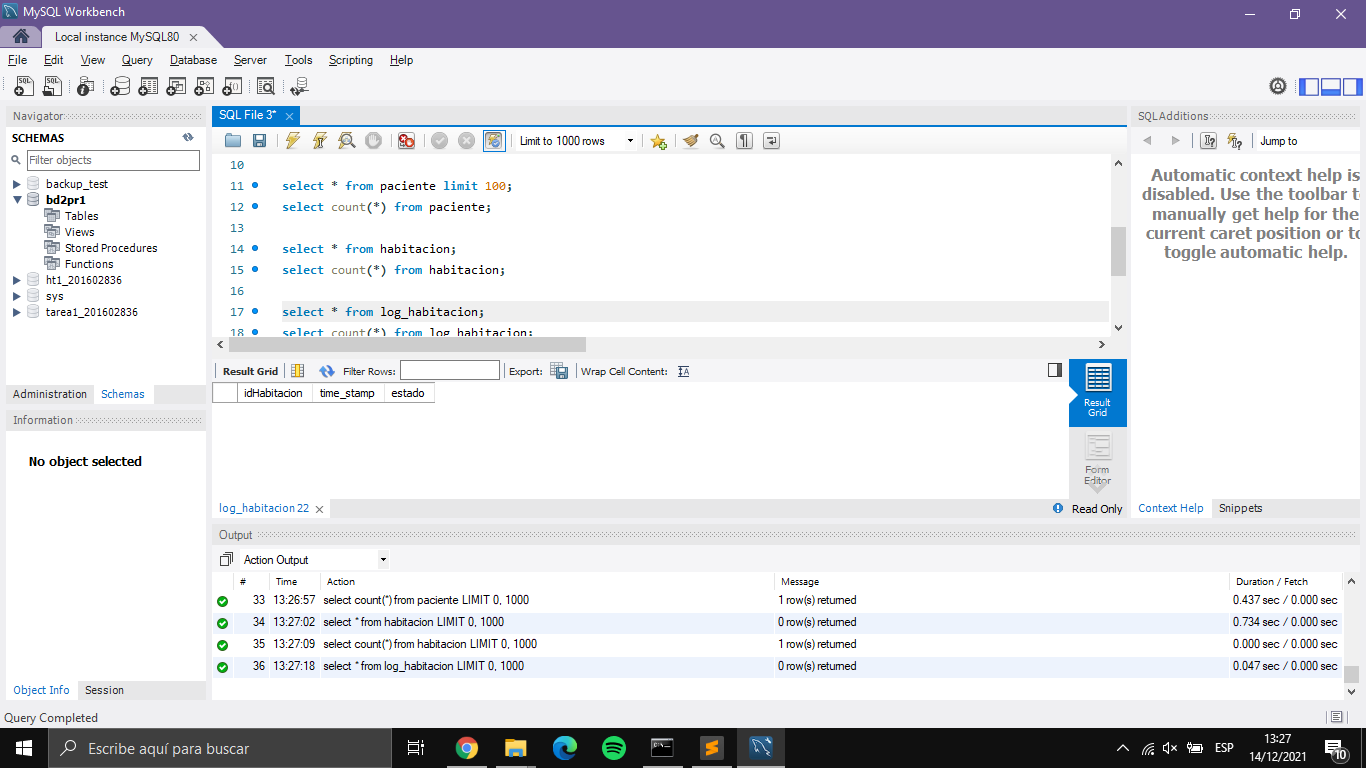 MySQL Workbench
Local instance MySQL80
File Edit View Query Database Server Tools Scripting Help
Navigator
SCHEMAS
Filter objects
backup_test
bd2pr1
Tables
Views
Stored Procedures
Functions
ht1_201602836
sys
tarea1_201602836
Administration Schemas
Information
No object selected
Object Info Session
SQL File 3*
Limit to 1000 rows
10
11 select * from paciente limit 100;
12 select count(*) from paciente;
13
14 select * from habitacion;
15 select count(*) from habitacion;
16
17 select * from log_habitacion;
18 select count(*) from log_habitacion;
Result Grid Filter Rows: Export: Wrap Cell Content:
idHabitacion time_stamp estado
Result
Grid
Form
Editor
log_habitacion 22
Read Only
SQLAdditions
Jump to
Automatic context help is
disabled. Use the toolbar t
manually get help for the
current caret position or to
toggle automatic help.
Context Help Snippets
Output
Action Output
# Time Action Message Duration / Fetch
33 13:26:57 select count(*) from paciente LIMIT 0, 1000 1 row(s) returned 0.437 sec / 0.000 sec
34 13:27:02 select * from habitacion LIMIT 0, 1000 0 row(s) returned 0.734 sec / 0.000 sec
35 13:27:09 select count(*) from habitacion LIMIT 0, 1000 1 row(s) returned 0.000 sec / 0.000 sec
36 13:27:18 select * from log_habitacion LIMIT 0, 1000 0 row(s) returned 0.047 sec / 0.000 sec
Query Completed
Escribe aquí para buscar
ESP
13:27
14/12/2021
10